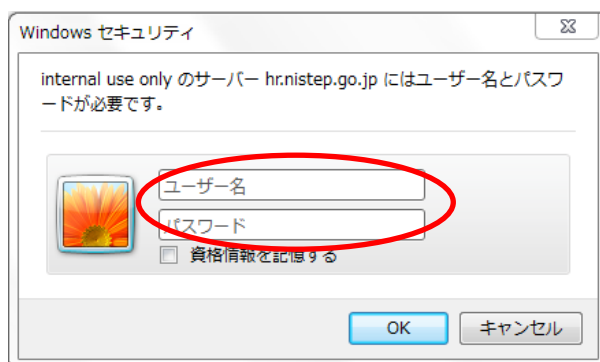 Windows セキュリティ
internal use only のサーバー hr.nistep.go.jp にはユーザー名とパスワ
ードが必要です。
ユーザー名
パスワード
資格情報を記憶する
OK
キャンセル